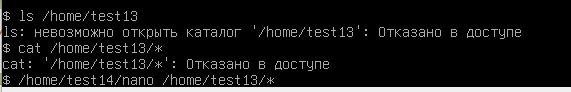 $ ls /home/test13
ls: невозможно открыть каталог '/home/test13': Отказано в доступе
$ cat /home/test13/*
cat: '/home/test13/*': Отказано в доступе
$ /home/test14/nano /home/test13/*